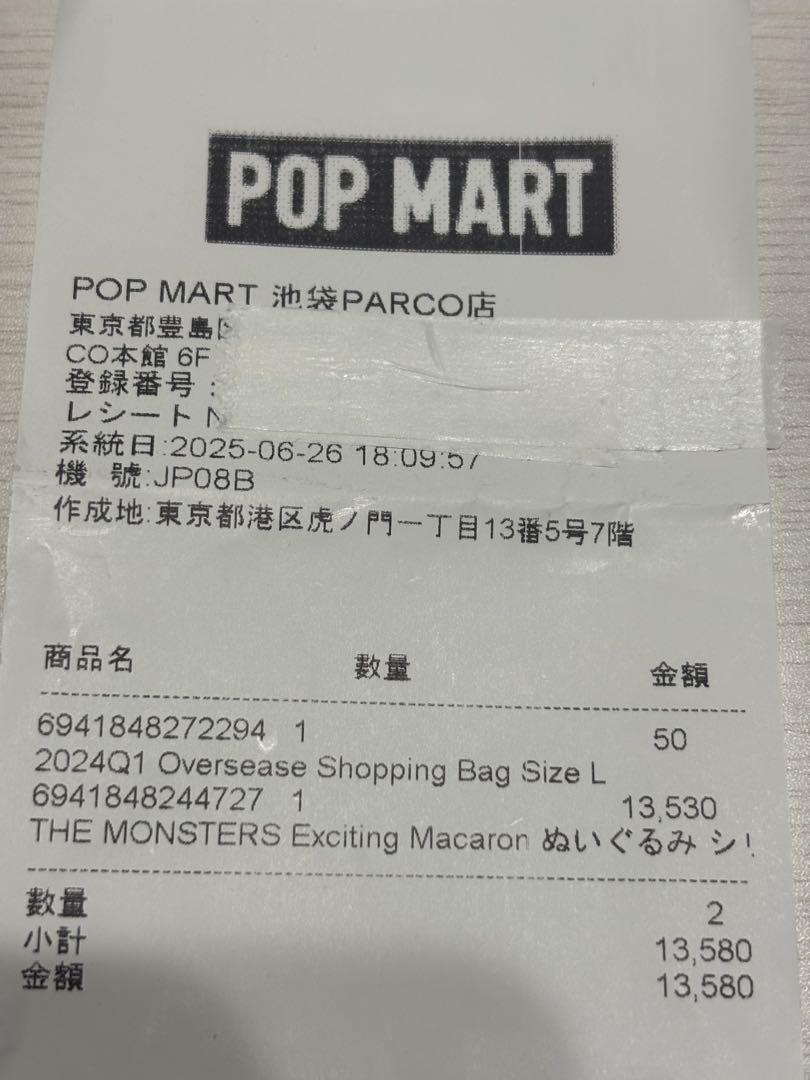 POP MART
POP MART 池袋PARCO店
東京都豊島
CO本館 6F
登録番号:
レシート N
系統日:2025-06-26 18:09:57
機 號:JP08B
作成地:東京都港区虎ノ門一丁目13番5号7階
商品名 數量 金額
6941848272294 1 50
2024Q1 Oversease Shopping Bag Size L
6941848244727 1 13,530
THE MONSTERS Exciting Macaron ぬいぐるみ シリ
數量 2
小計 13,580
金額 13,580